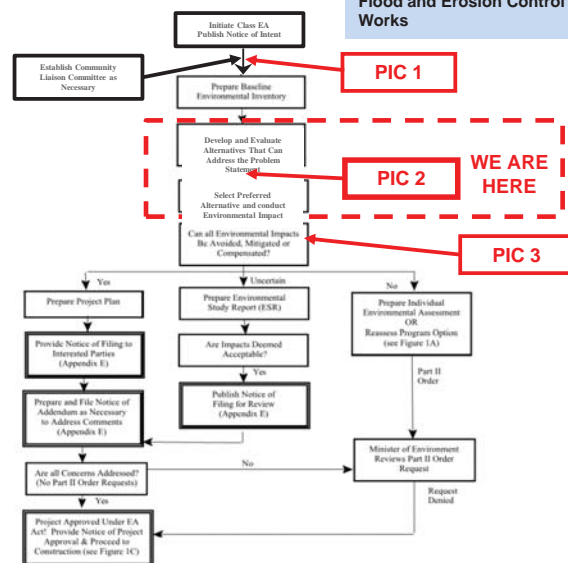 Flood and Erosion Control
Works
Initiate Class EA
Publish Notice of Intent
Establish Community
Liaison Committee as
Necessary
PIC 1
Prepare Baseline
Environmental Inventory
Develop and Evaluate
Alternatives That Can
Address the Problem
Statement
PIC 2
WE ARE
HERE
Select Preferred
Alternative and conduct
Environmental Impact
Can all Environmental Impacts
Be Avoided, Mitigated or
Compensated?
PIC 3
Yes
Uncertain
No
Prepare Project Plan
Prepare Environmental
Study Report (ESR)
Prepare Individual
Environmental Assessment
OR
Reassess Program Option
(see Figure 1A)
Provide Notice of Filing to
Interested Parties
(Appendix E)
Are Impacts Deemed
Acceptable?
Yes
Part II
Order
Prepare and File Notice of
Addendum as Necessary
to Address Comments
(Appendix E)
Publish Notice of
Filing for Review
(Appendix E)
Are all Concerns Addressed?
(No Part II Order Requests)
No
Minister of Environment
Reviews Part II Order
Request
Yes
Request
Denied
Project Approved Under EA
Act! Provide Notice of Project
Approval & Proceed to
Construction (see Figure 1C)